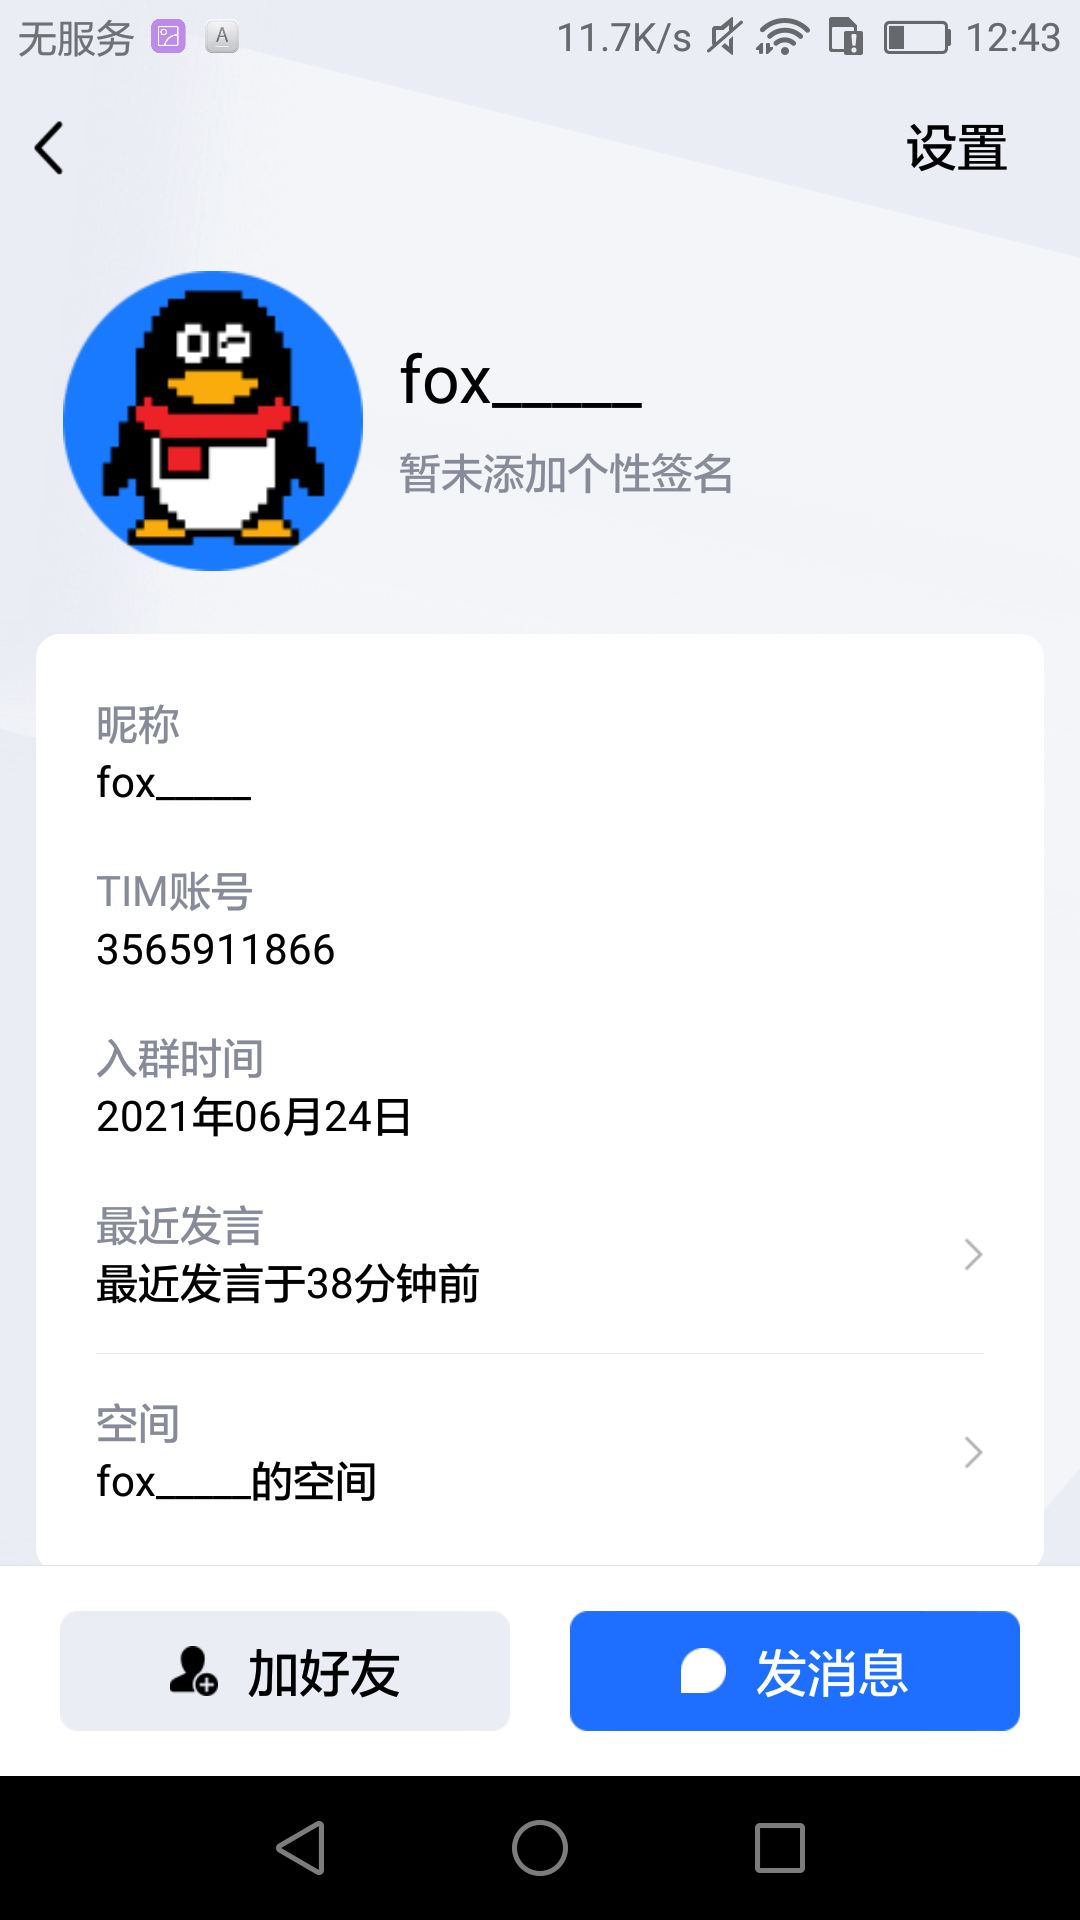 无服务 A 11.7K/s 12:43
设置
fox_____
暂未添加个性签名
昵称
fox_____
TIM账号
3565911866
入群时间
2021年06月24日
最近发言
最近发言于38分钟前
空间
fox_____的空间
加好友 发消息